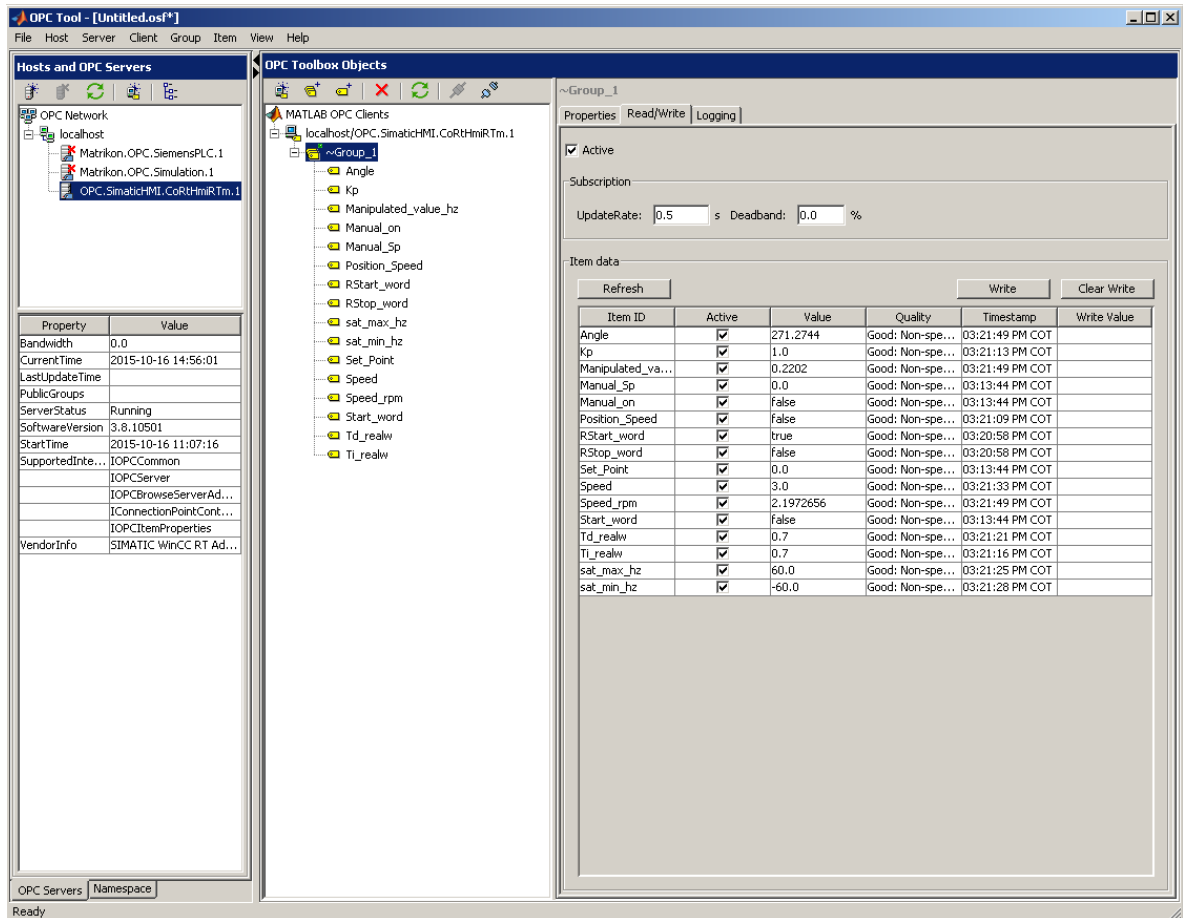 OPC Tool - [Untitled.osf*]
File Host Server Client Group Item View Help
Hosts and OPC Servers
OPC Network
localhost
Matrikon.OPC.SiemensPLC.1
Matrikon.OPC.Simulation.1
OPC.SimaticHMI.CoRtHmiRTm.1
Property Value
Bandwidth 0.0
CurrentTime 2015-10-16 14:56:01
LastUpdateTime
PublicGroups
ServerStatus Running
SoftwareVersion 3.8.10501
StartTime 2015-10-16 11:07:16
SupportedInte... IOPCCommon
IOPCServer
IOPCBrowseServerAd...
IConnectionPointCont...
IOPCItemProperties
VendorInfo SIMATIC WinCC RT Ad...
OPC Servers Namespace
Ready
OPC Toolbox Objects
MATLAB OPC Clients
localhost/OPC.SimaticHMI.CoRtHmiRTm.1
~Group_1
Angle
Kp
Manipulated_value_hz
Manual_on
Manual_Sp
Position_Speed
RStart_word
RStop_word
sat_max_hz
sat_min_hz
Set_Point
Speed
Speed_rpm
Start_word
Td_realw
Ti_realw
~Group_1
Properties Read/Write Logging
Active
Subscription
UpdateRate: 0.5 s Deadband: 0.0 %
Item data
Refresh Write Clear Write
Item ID Active Value Quality Timestamp Write Value
Angle 271.2744 Good: Non-spe... 03:21:49 PM COT
Kp 1.0 Good: Non-spe... 03:21:13 PM COT
Manipulated_va... 0.2202 Good: Non-spe... 03:21:49 PM COT
Manual_Sp 0.0 Good: Non-spe... 03:13:44 PM COT
Manual_on false Good: Non-spe... 03:13:44 PM COT
Position_Speed false Good: Non-spe... 03:21:09 PM COT
RStart_word true Good: Non-spe... 03:20:58 PM COT
RStop_word false Good: Non-spe... 03:20:58 PM COT
Set_Point 0.0 Good: Non-spe... 03:13:44 PM COT
Speed 3.0 Good: Non-spe... 03:21:33 PM COT
Speed_rpm 2.1972656 Good: Non-spe... 03:21:49 PM COT
Start_word false Good: Non-spe... 03:13:44 PM COT
Td_realw 0.7 Good: Non-spe... 03:21:21 PM COT
Ti_realw 0.7 Good: Non-spe... 03:21:16 PM COT
sat_max_hz 60.0 Good: Non-spe... 03:21:25 PM COT
sat_min_hz -60.0 Good: Non-spe... 03:21:28 PM COT